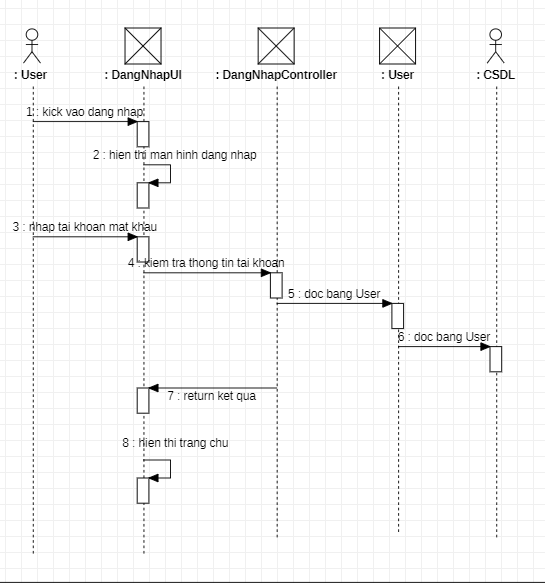 : User
: DangNhapUI
: DangNhapController
: User
: CSDL
1 : kick vao dang nhap
2 : hien thi man hinh dang nhap
3 : nhap tai khoan mat khau
4 : kiem tra thong tin tai khoan
5 : doc bang User
6 : doc bang User
7 : return ket qua
8 : hien thi trang chu